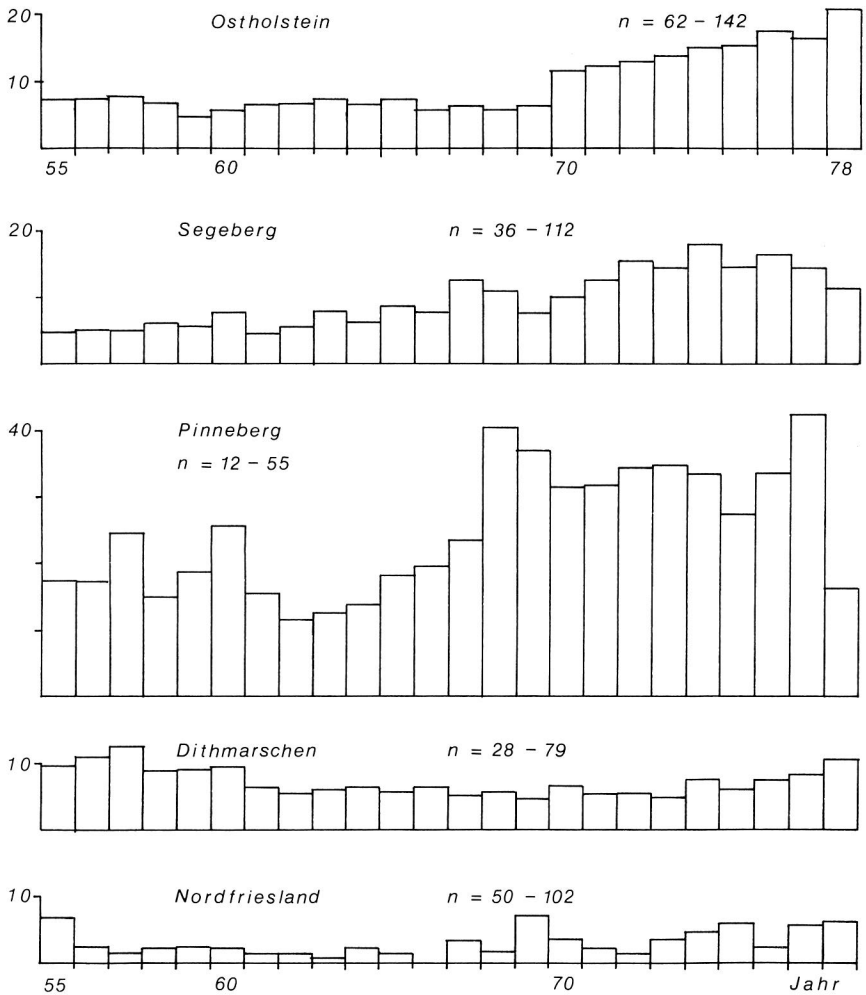 20 Ostholstein n = 62 – 142
10
55 60 70 78
20 Segeberg n = 36 – 112
40 Pinneberg
n = 12 – 55
10 Dithmarschen n = 28 – 79
10 Nordfriesland n = 50 – 102
55 60 70 Jahr